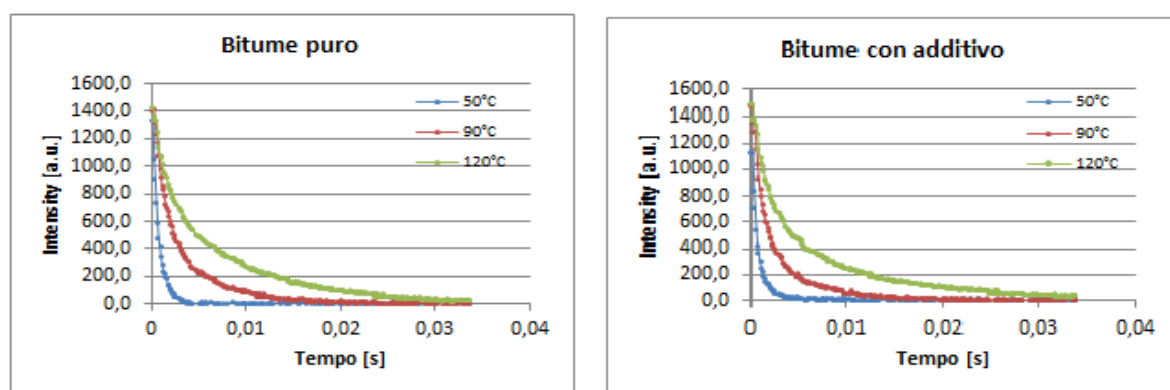 Bitume puro
1600,0
1400,0
1200,0
1000,0
800,0
600,0
400,0
200,0
0,0
Intensity [a.u.]
50°C
90°C
120°C
0 0,01 0,02 0,03 0,04
Tempo [s]
Bitume con additivo
1600,0
1400,0
1200,0
1000,0
800,0
600,0
400,0
200,0
0,0
Intensity [a.u.]
50°C
90°C
120°C
0 0,01 0,02 0,03 0,04
Tempo [s]